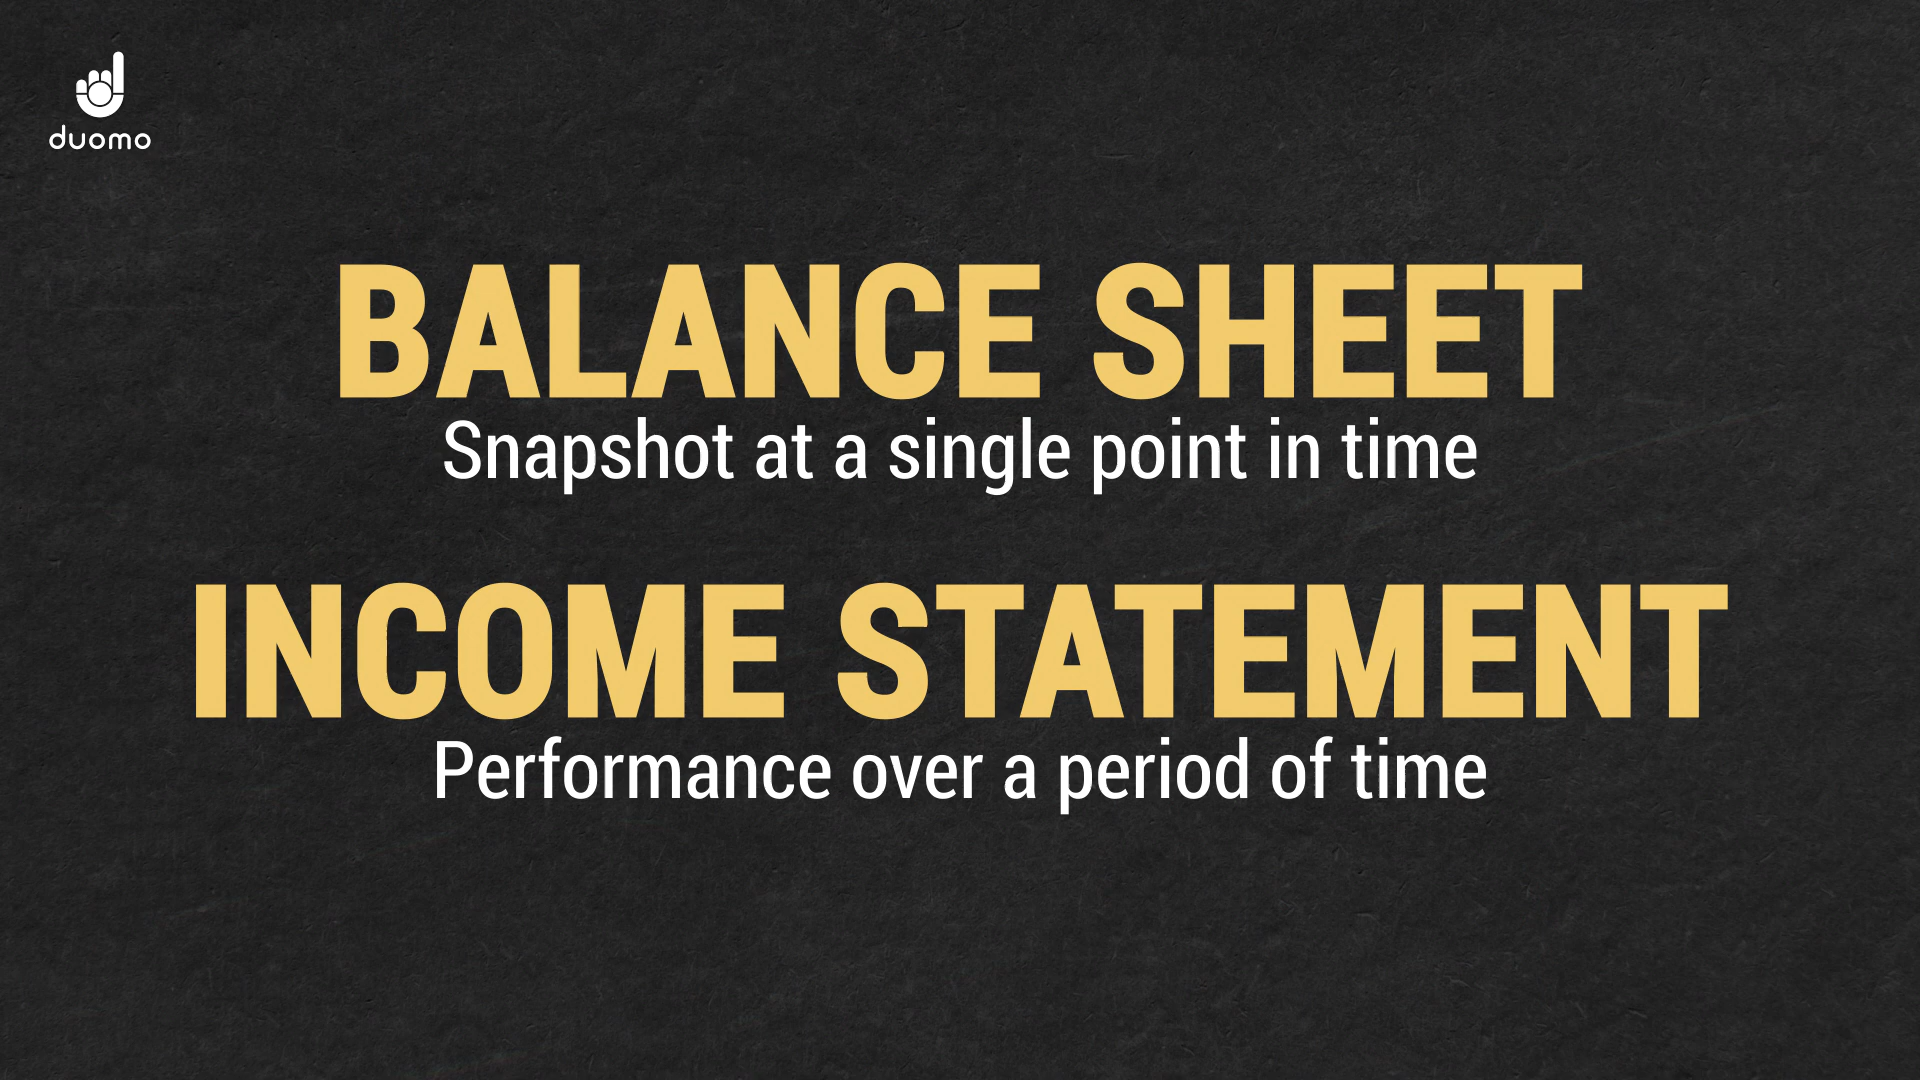 duomo
BALANCE SHEET
Snapshot at a single point in time
INCOME STATEMENT
Performance over a period of time